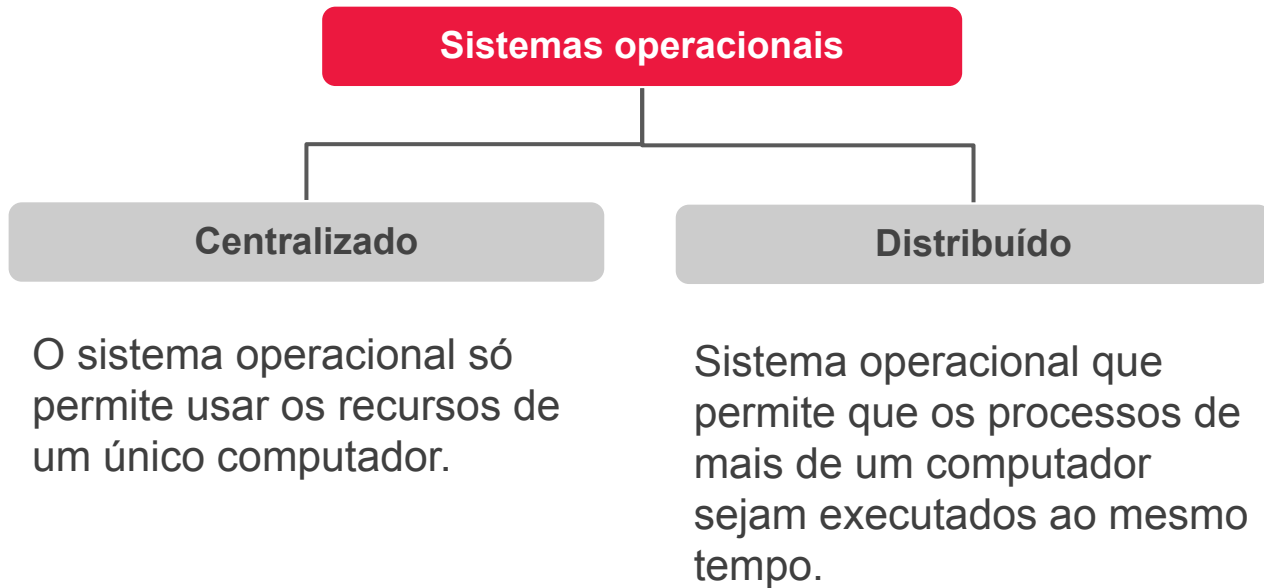 Sistemas operacionais
Centralizado
O sistema operacional só
permite usar os recursos de
um único computador.
Distribuído
Sistema operacional que
permite que os processos de
mais de um computador
sejam executados ao mesmo
tempo.